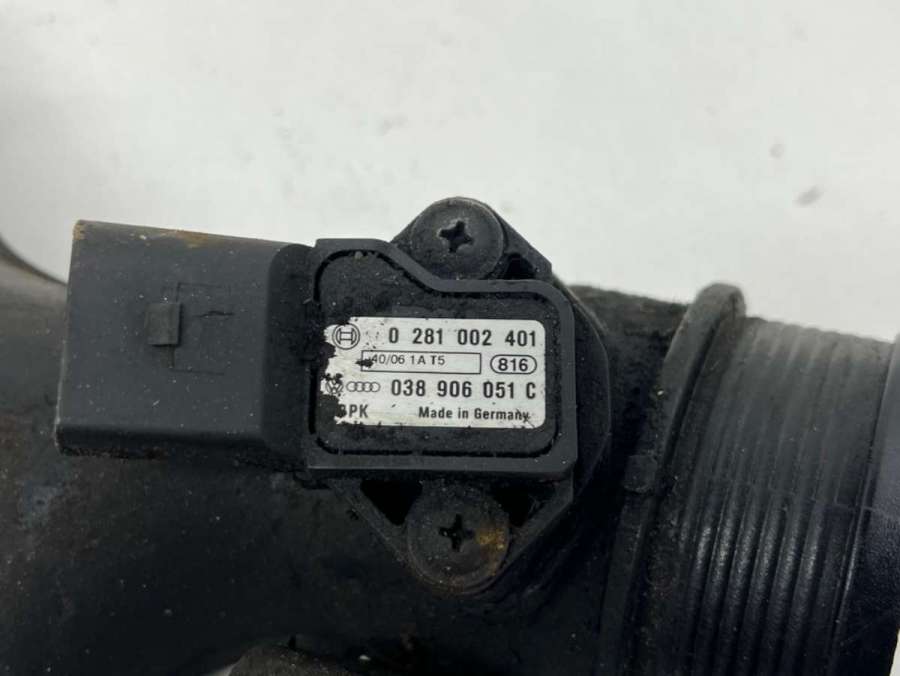 0 281 002 401
40/06 1A T5 816
038 906 051 C
Made in Germany